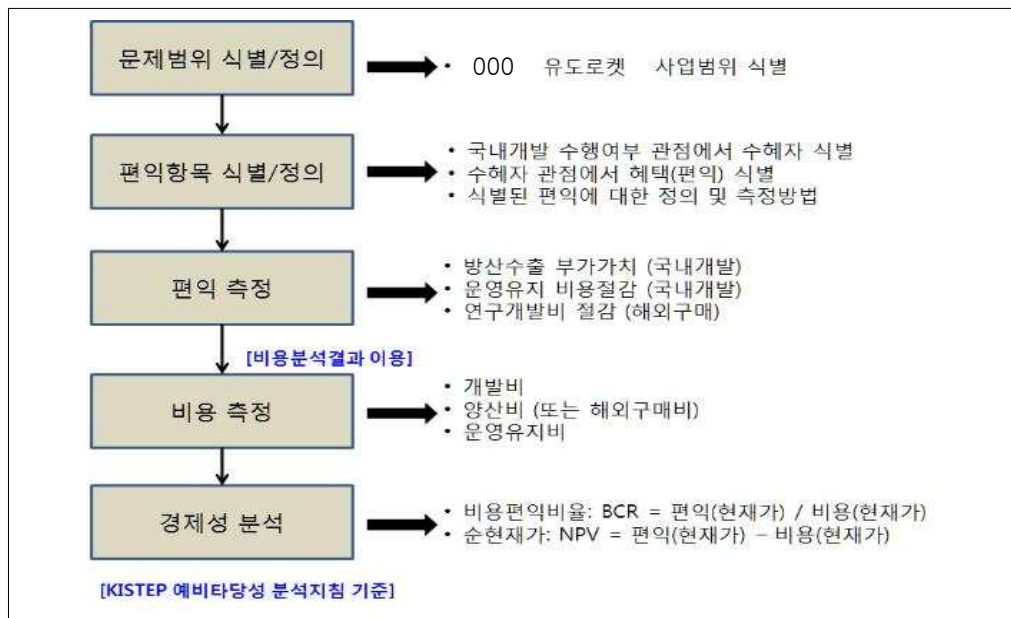 문제범위 식별/정의
• 000 유도로켓 사업범위 식별
편익항목 식별/정의
• 국내개발 수행여부 관점에서 수혜자 식별
• 수혜자 관점에서 혜택(편익) 식별
• 식별된 편익에 대한 정의 및 측정방법
편익 측정
• 방산수출 부가가치 (국내개발)
• 운영유지 비용절감 (국내개발)
• 연구개발비 절감 (해외구매)
[비용분석결과 이용]
비용 측정
• 개발비
• 양산비 (또는 해외구매비)
• 운영유지비
경제성 분석
• 비용편익비율: BCR = 편익(현재가) / 비용(현재가)
• 순현재가: NPV = 편익(현재가) – 비용(현재가)
[KISTEP 예비타당성 분석지침 기준]